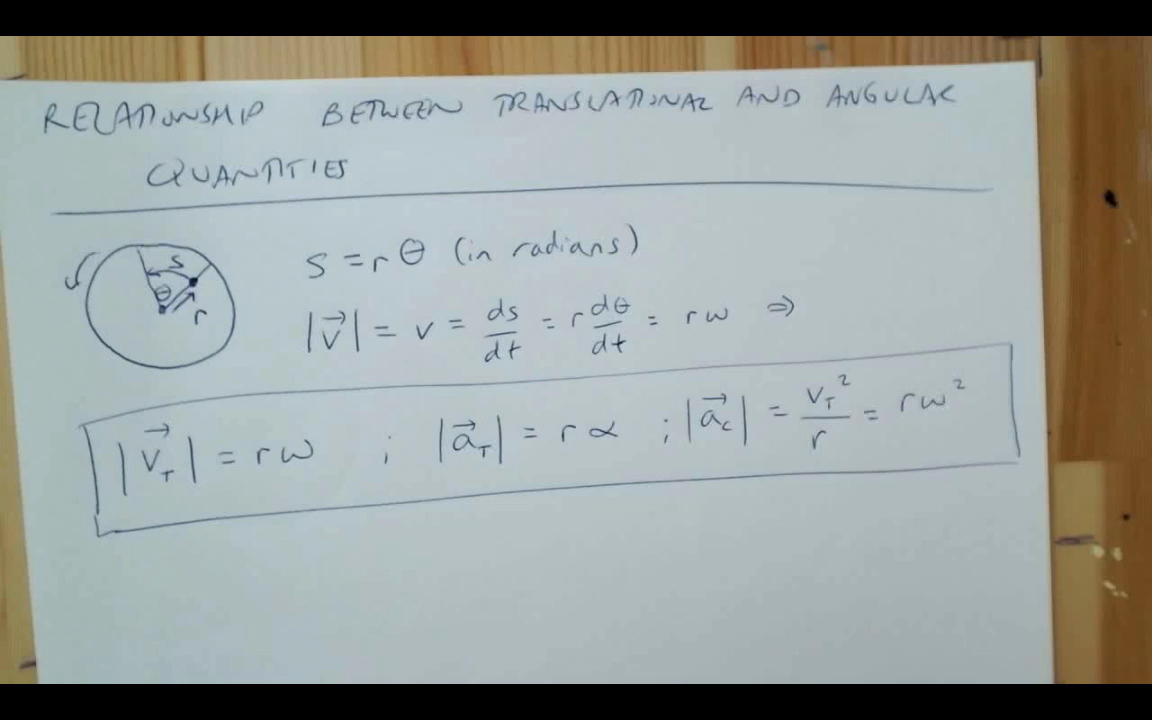 RELATIONSHIP BETWEEN TRANSLATIONAL AND ANGULAR
QUANTITIES
s = rθ (in radians)
s
θ
r
|v⃗| = v = ds/dt = r dθ/dt = rω ⇒
|v⃗_T| = rω ; |a⃗_T| = rα ; |a⃗_c| = v_T²/r = rω²